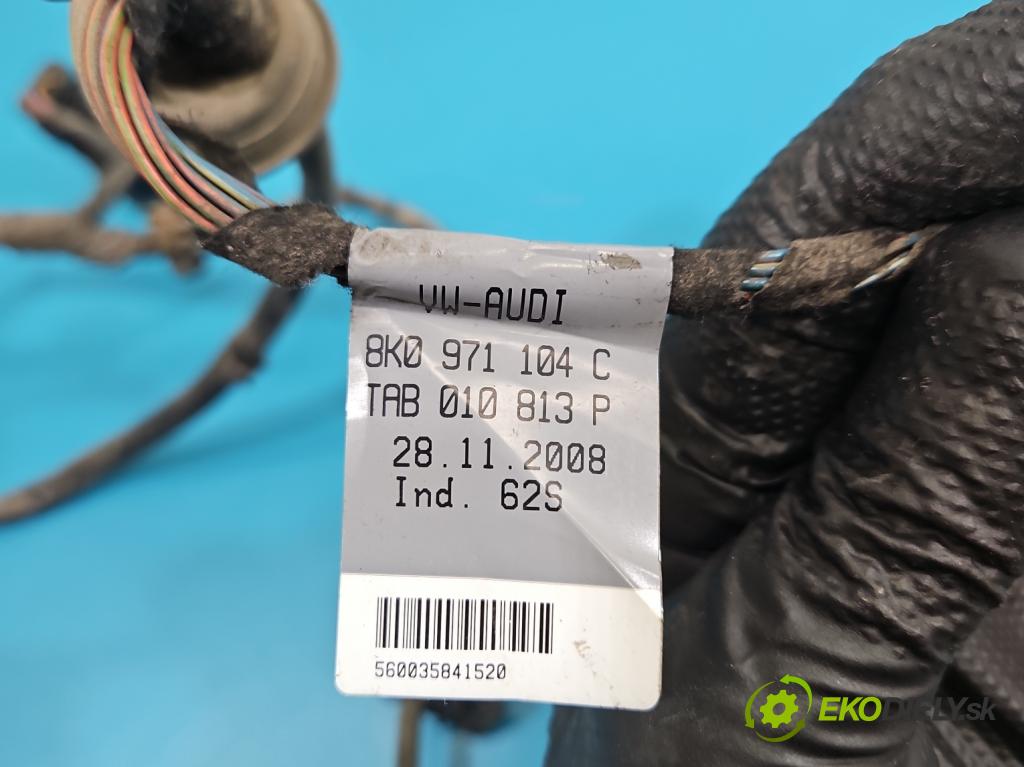 VW-AUDI
8K0 971 104 C
TAB 010 813 P
28.11.2008
Ind. 62S
560035841520
EKODIELY.sk